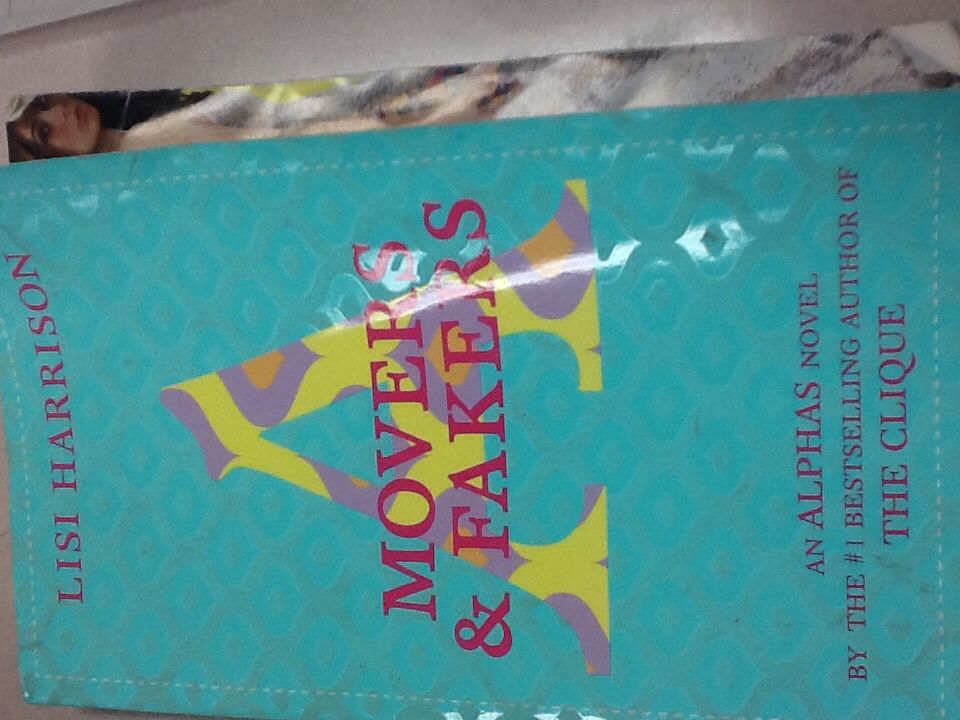 LISI HARRISON
MOVERS
& FAKERS
AN ALPHAS NOVEL
BY THE #1 BESTSELLING AUTHOR OF
THE CLIQUE